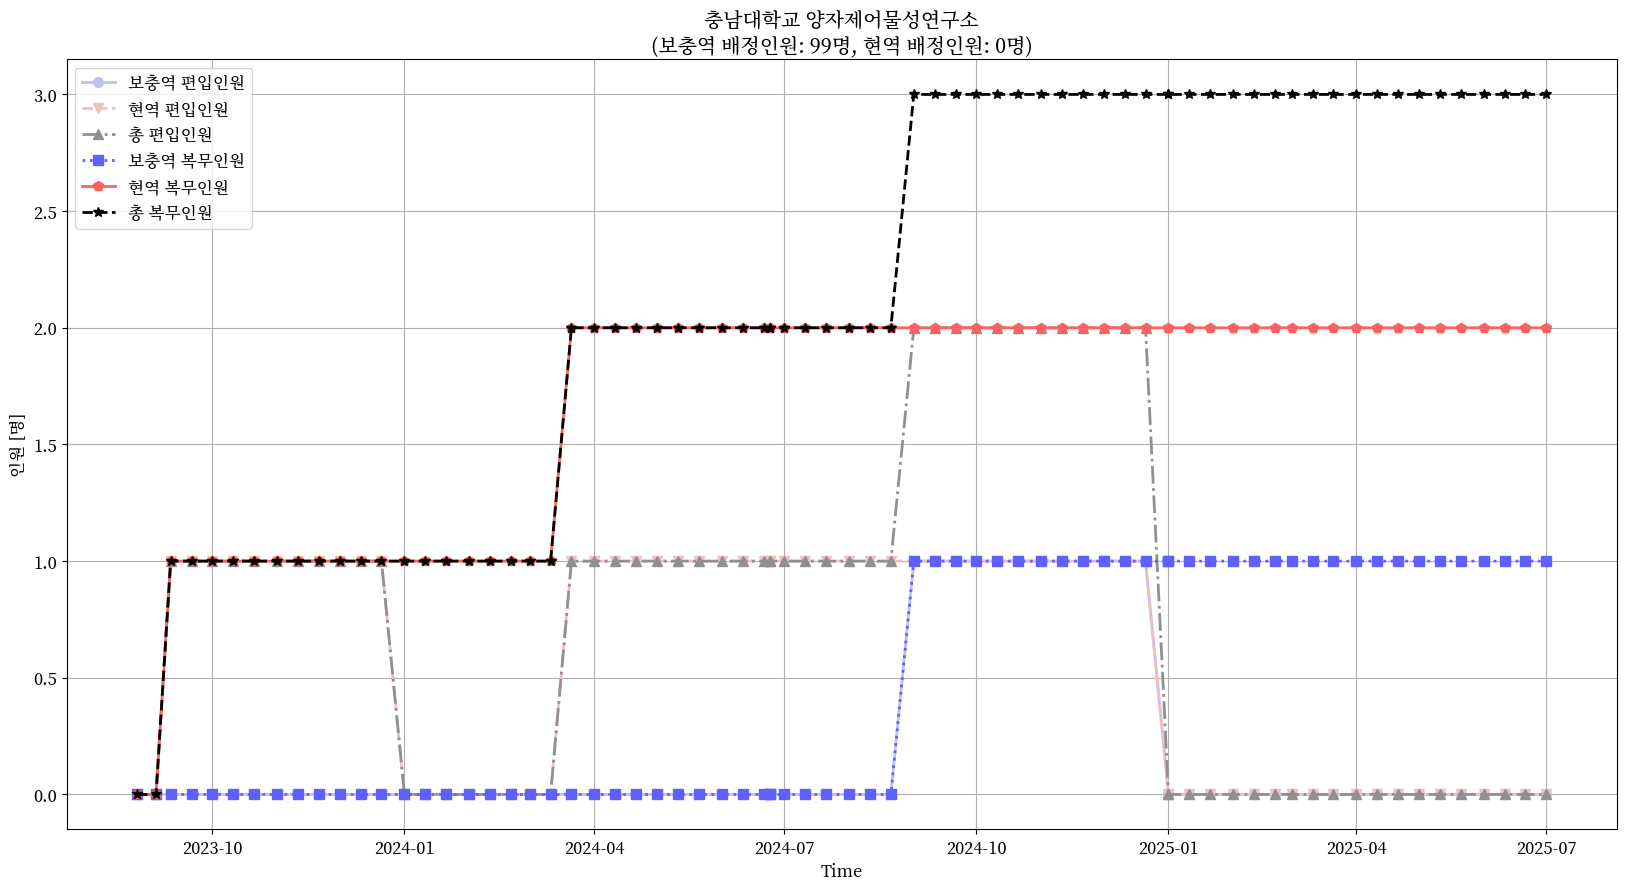 충남대학교 양자제어물성연구소
(보충역 배정인원: 99명, 현역 배정인원: 0명)
보충역 편입인원
현역 편입인원
총 편입인원
보충역 복무인원
현역 복무인원
총 복무인원
인원 [명]
3.0
2.5
2.0
1.5
1.0
0.5
0.0
2023-10
2024-01
2024-04
2024-07
2024-10
2025-01
2025-04
2025-07
Time